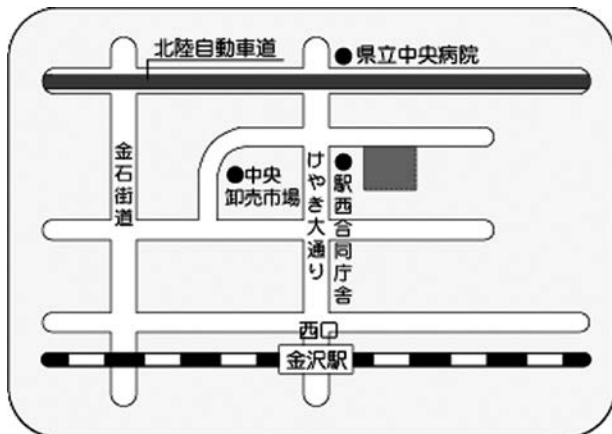 北陸自動車道
●県立中央病院
金石街道
●中央
卸売市場
けやき大通り
●駅西合同庁舎
西口
金沢駅